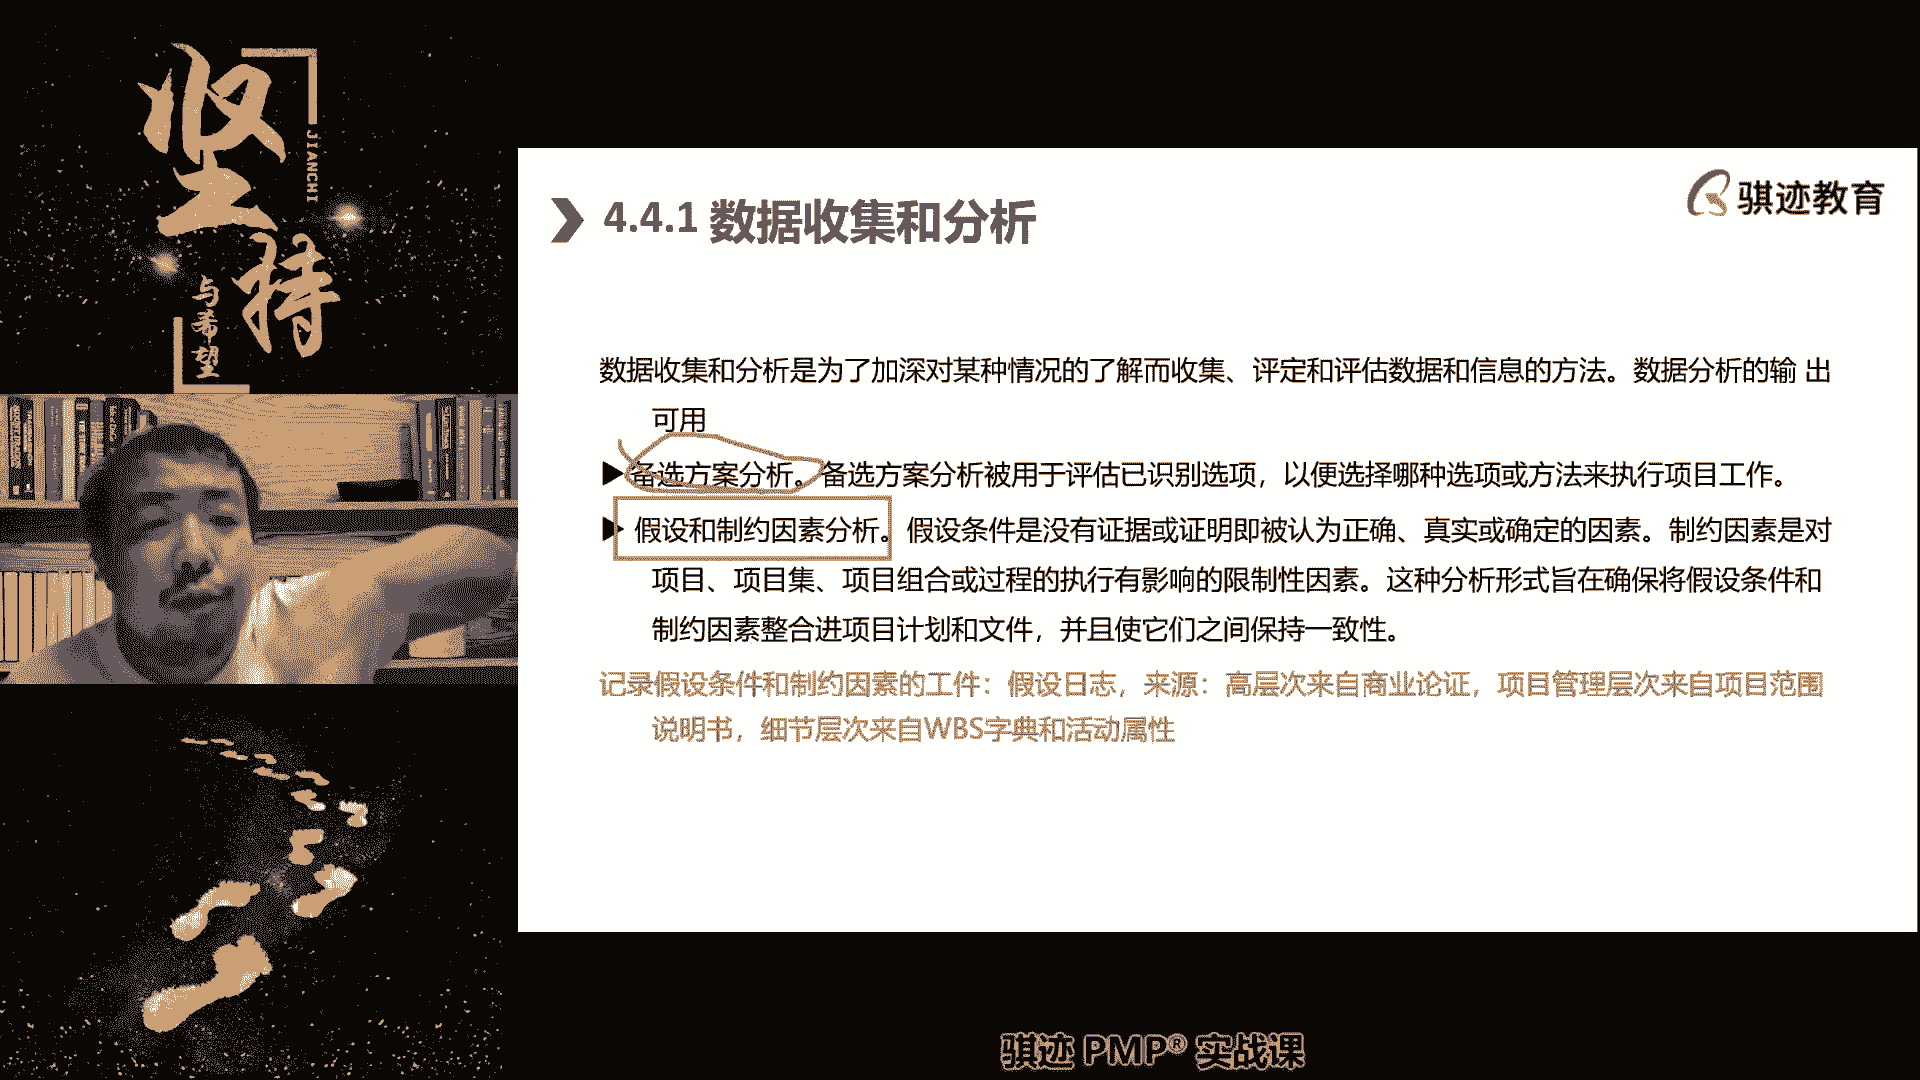 坚持
JIANCHI
与希望
骐迹教育
4.4.1 数据收集和分析
数据收集和分析是为了加深对某种情况的了解而收集、评定和评估数据和信息的方法。数据分析的输 出
可用
备选方案分析。备选方案分析被用于评估已识别选项，以便选择哪种选项或方法来执行项目工作。
假设和制约因素分析。假设条件是没有证据或证明即被认为正确、真实或确定的因素。制约因素是对
项目、项目集、项目组合或过程的执行有影响的限制性因素。这种分析形式旨在确保将假设条件和
制约因素整合进项目计划和文件，并且使它们之间保持一致性。
记录假设条件和制约因素的工件：假设日志，来源：高层次来自商业论证，项目管理层次来自项目范围
说明书，细节层次来自WBS字典和活动属性
骐迹 PMP® 实战课